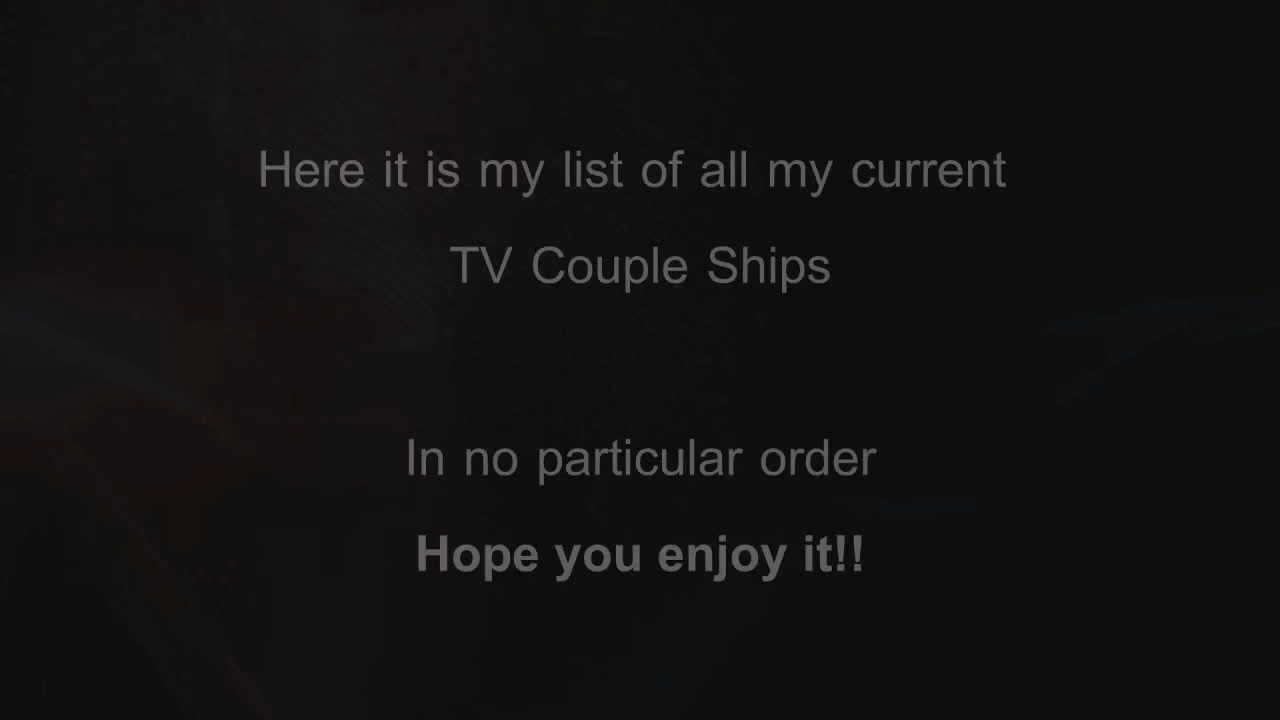 Here it is my list of all my current
TV Couple Ships
In no particular order
Hope you enjoy it!!